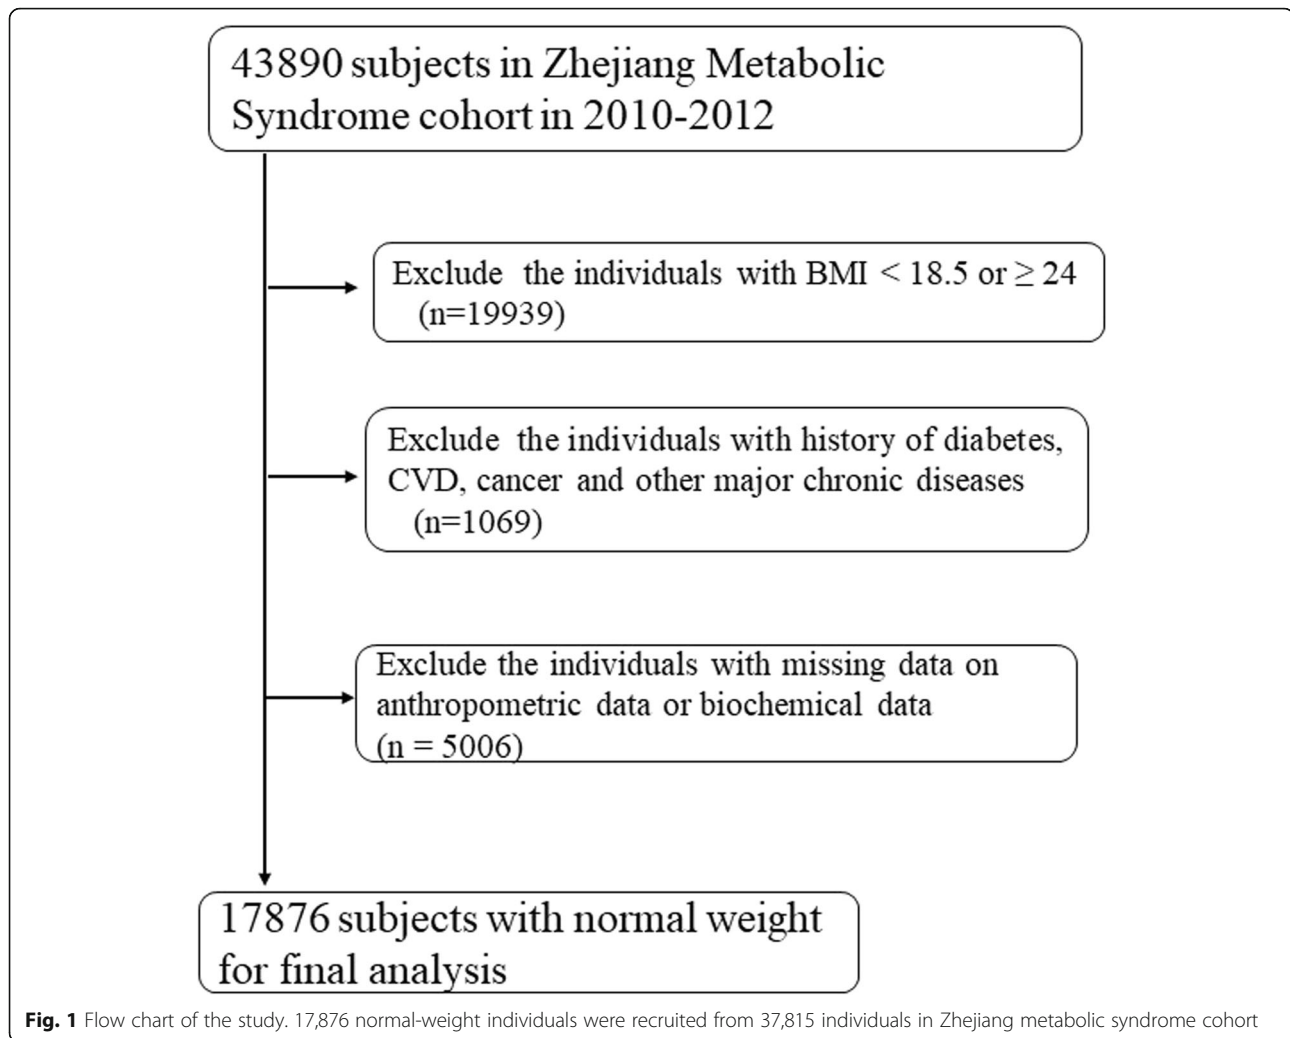 43890 subjects in Zhejiang Metabolic
Syndrome cohort in 2010-2012
Exclude the individuals with BMI < 18.5 or ≥ 24
(n=19939)
Exclude the individuals with history of diabetes,
CVD, cancer and other major chronic diseases
(n=1069)
Exclude the individuals with missing data on
anthropometric data or biochemical data
(n = 5006)
17876 subjects with normal weight
for final analysis
Fig. 1 Flow chart of the study. 17,876 normal-weight individuals were recruited from 37,815 individuals in Zhejiang metabolic syndrome cohort